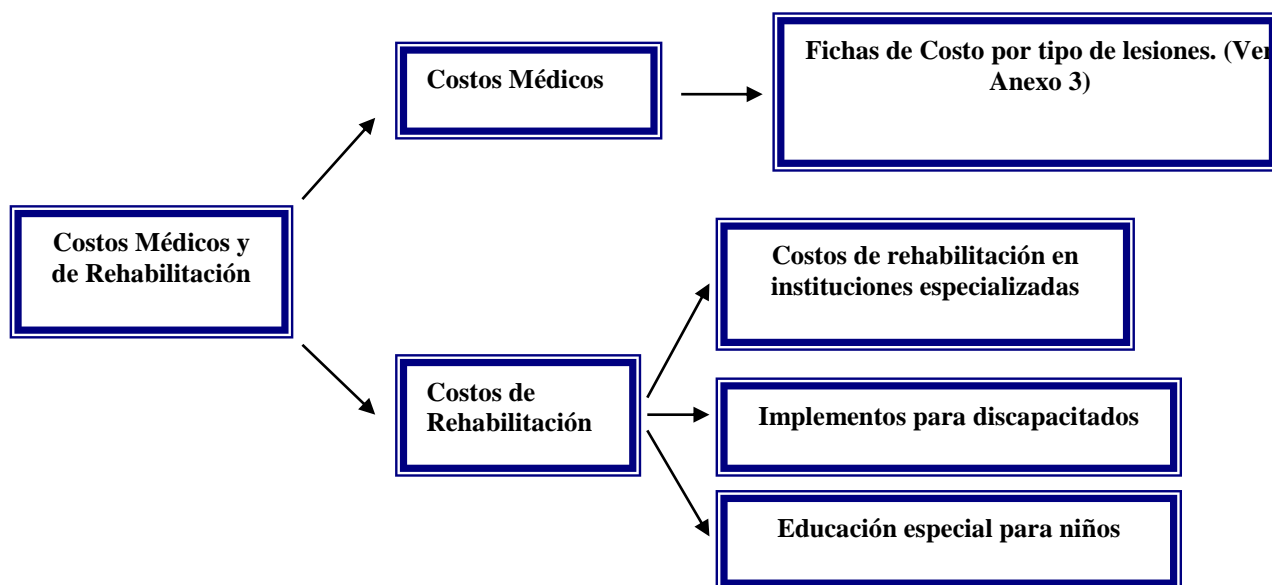 Costos Médicos y
de Rehabilitación
Costos Médicos
Fichas de Costo por tipo de lesiones. (Ver
Anexo 3)
Costos de
Rehabilitación
Costos de rehabilitación en
instituciones especializadas
Implementos para discapacitados
Educación especial para niños